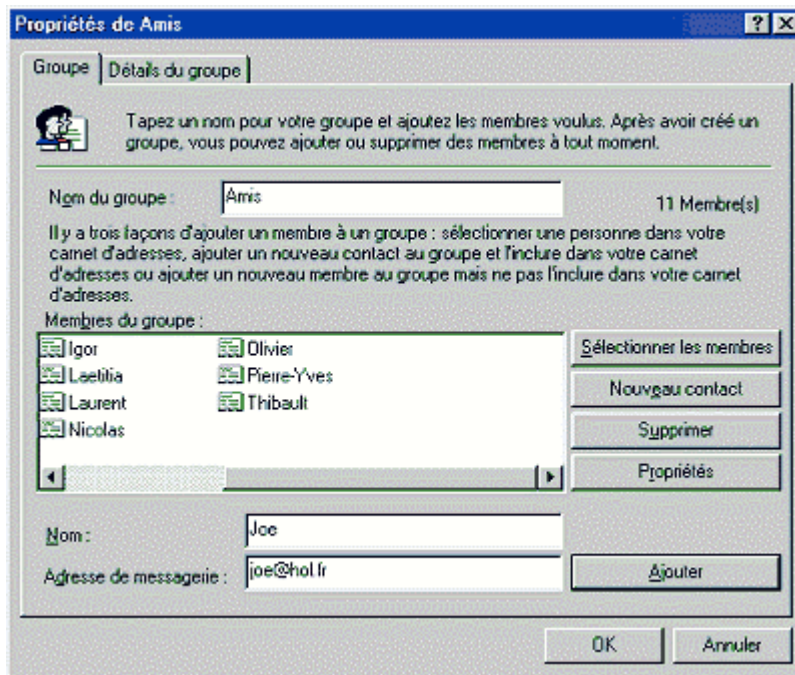 Propriétés de Amis
Groupe Détails du groupe
Tapez un nom pour votre groupe et ajoutez les membres voulus. Après avoir créé un
groupe, vous pouvez ajouter ou supprimer des membres à tout moment.
Nom du groupe : Amis 11 Membre(s)
Il y a trois façons d'ajouter un membre à un groupe : sélectionner une personne dans votre
carnet d'adresses, ajouter un nouveau contact au groupe et l'inclure dans votre carnet
d'adresses ou ajouter un nouveau membre au groupe mais ne pas l'inclure dans votre carnet
d'adresses.
Membres du groupe :
Igor Olivier Sélectionner les membres
Laetitia Pierre-Yves
Laurent Thibault Nouveau contact
Nicolas Supprimer
Propriétés
Nom : Joe
Adresse de messagerie : joe@hol.fr Ajouter
OK Annuler